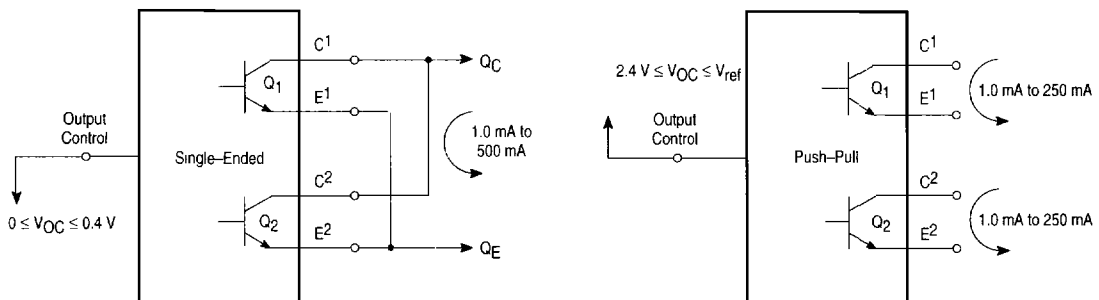 C1
QC
Q1
E1
Output
Control
1.0 mA to
500 mA
Single–Ended
C2
0 ≤ VOC ≤ 0.4 V
Q2
E2
QE
C1
2.4 V ≤ VOC ≤ Vref
Q1
1.0 mA to 250 mA
E1
Output
Control
Push–Puli
C2
Q2
1.0 mA to 250 mA
E2